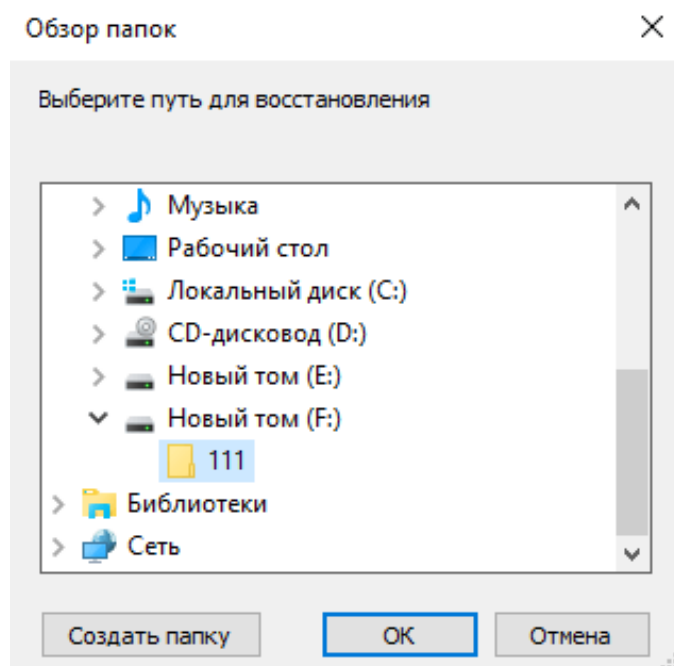 Обзор папок
Выберите путь для восстановления
Музыка
Рабочий стол
Локальный диск (C:)
CD-дисковод (D:)
Новый том (E:)
Новый том (F:)
111
Библиотеки
Сеть
Создать папку ОК Отмена